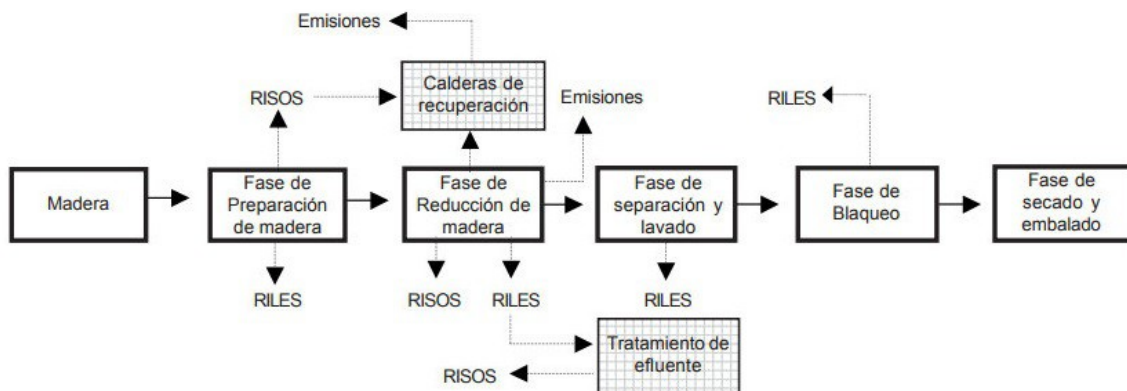 Emisiones
Calderas de
recuperación
RISOS
Emisiones
RILES
Madera
Fase de
Preparación
de madera
Fase de
Reducción de
madera
Fase de
separación y
lavado
Fase de
Blaqueo
Fase de
secado y
embalado
RILES
RISOS
RILES
RILES
Tratamiento de
efluente
RISOS